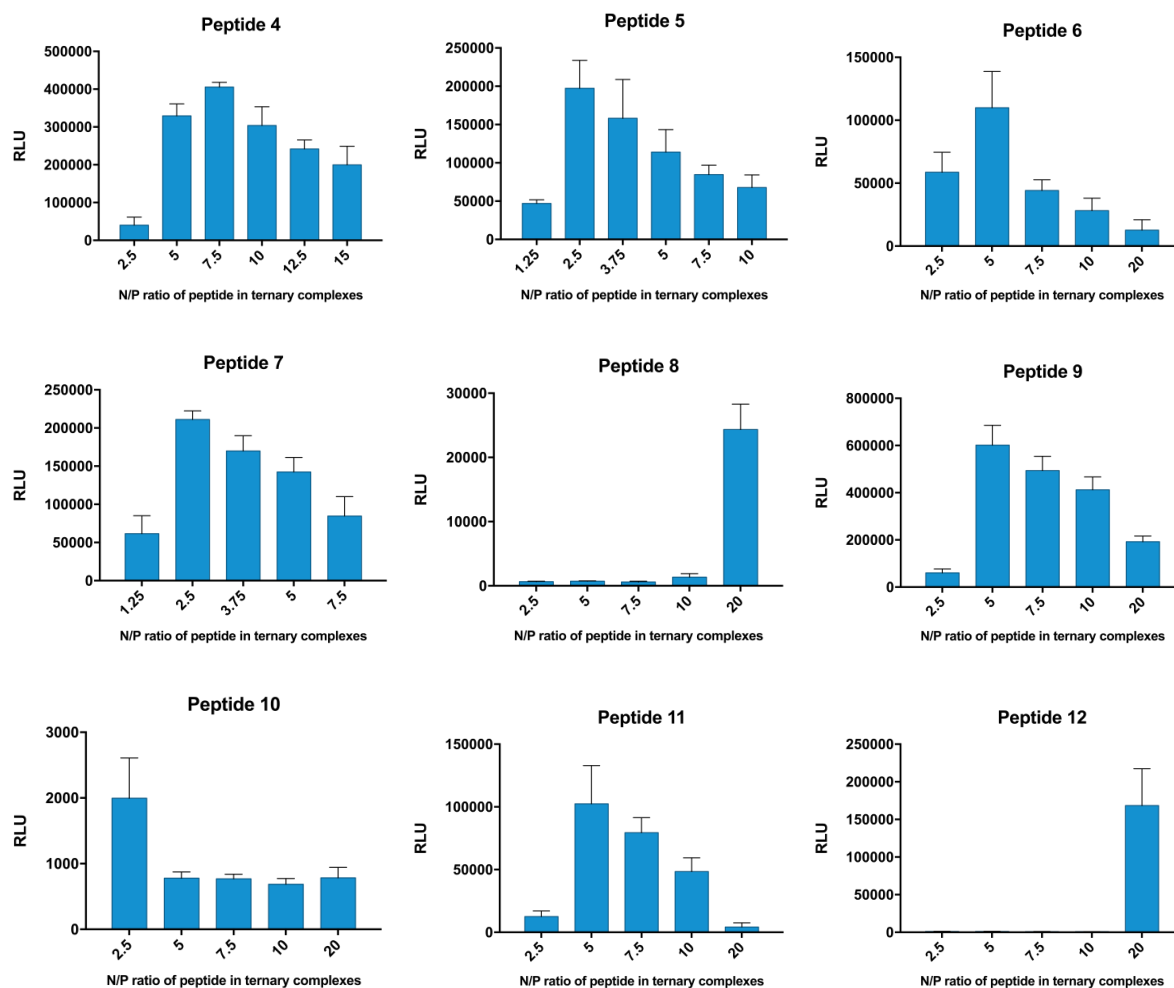 Peptide 4
500000
400000
300000
200000
100000
0
RLU
2.5 5 7.5 10 12.5 15
N/P ratio of peptide in ternary complexes
Peptide 5
250000
200000
150000
100000
50000
0
RLU
1.25 2.5 3.75 5 7.5 10
N/P ratio of peptide in ternary complexes
Peptide 6
150000
100000
50000
0
RLU
2.5 5 7.5 10 20
N/P ratio of peptide in ternary complexes
Peptide 7
250000
200000
150000
100000
50000
0
RLU
1.25 2.5 3.75 5 7.5
N/P ratio of peptide in ternary complexes
Peptide 8
30000
20000
10000
0
RLU
2.5 5 7.5 10 20
N/P ratio of peptide in ternary complexes
Peptide 9
800000
600000
400000
200000
0
RLU
2.5 5 7.5 10 20
N/P ratio of peptide in ternary complexes
Peptide 10
3000
2000
1000
0
RLU
2.5 5 7.5 10 20
N/P ratio of peptide in ternary complexes
Peptide 11
150000
100000
50000
0
RLU
2.5 5 7.5 10 20
N/P ratio of peptide in ternary complexes
Peptide 12
250000
200000
150000
100000
50000
0
RLU
2.5 5 7.5 10 20
N/P ratio of peptide in ternary complexes